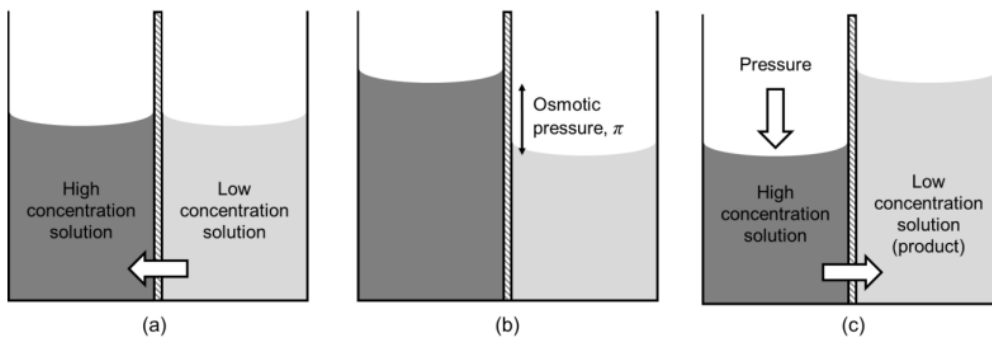 High
concentration
solution
Low
concentration
solution
(a)
Osmotic
pressure, π
(b)
Pressure
High
concentration
solution
Low
concentration
solution
(product)
(c)